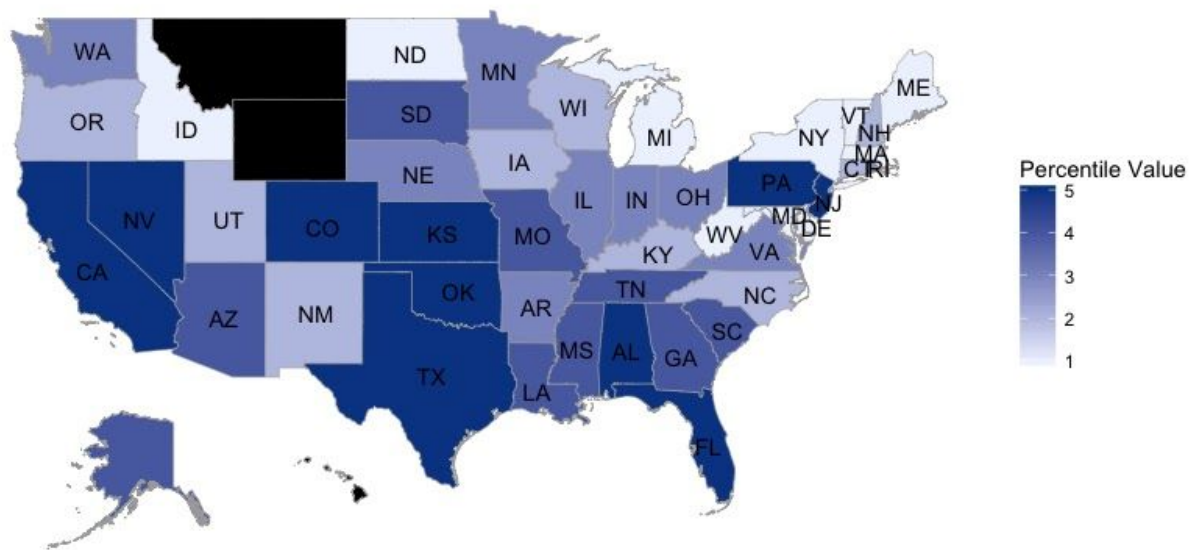 WA
ND
MN
ME
OR
ID
SD
WI
VT
NH
MI
NY
MA
CT
RI
IA
NE
PA
NJ
NV
UT
CO
IL
IN
OH
MD
DE
KS
MO
WV
KY
VA
CA
AZ
NM
OK
AR
TN
NC
SC
MS
AL
GA
TX
LA
FL
Percentile Value
5
4
3
2
1